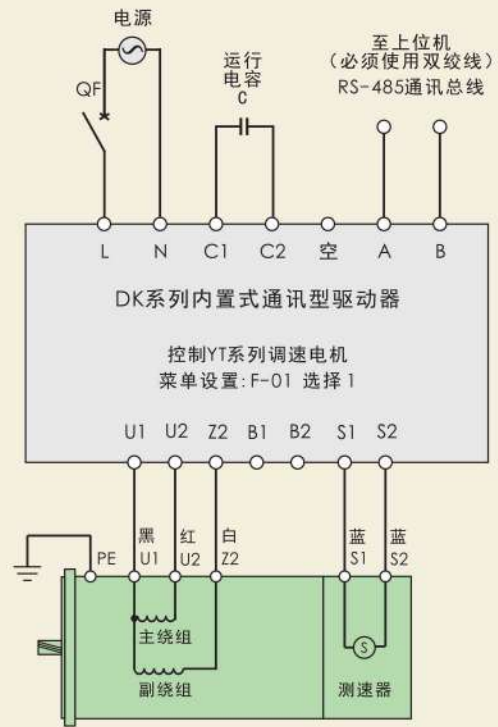 电源
QF
运行
电容
C
至上位机
（必须使用双绞线）
RS-485通讯总线
L N C1 C2 空 A B
DK系列内置式通讯型驱动器
控制YT系列调速电机
菜单设置:F-01 选择1
U1 U2 Z2 B1 B2 S1 S2
黑 红 白 蓝 蓝
PE U1 U2 Z2 S1 S2
主绕组
S
副绕组
测速器